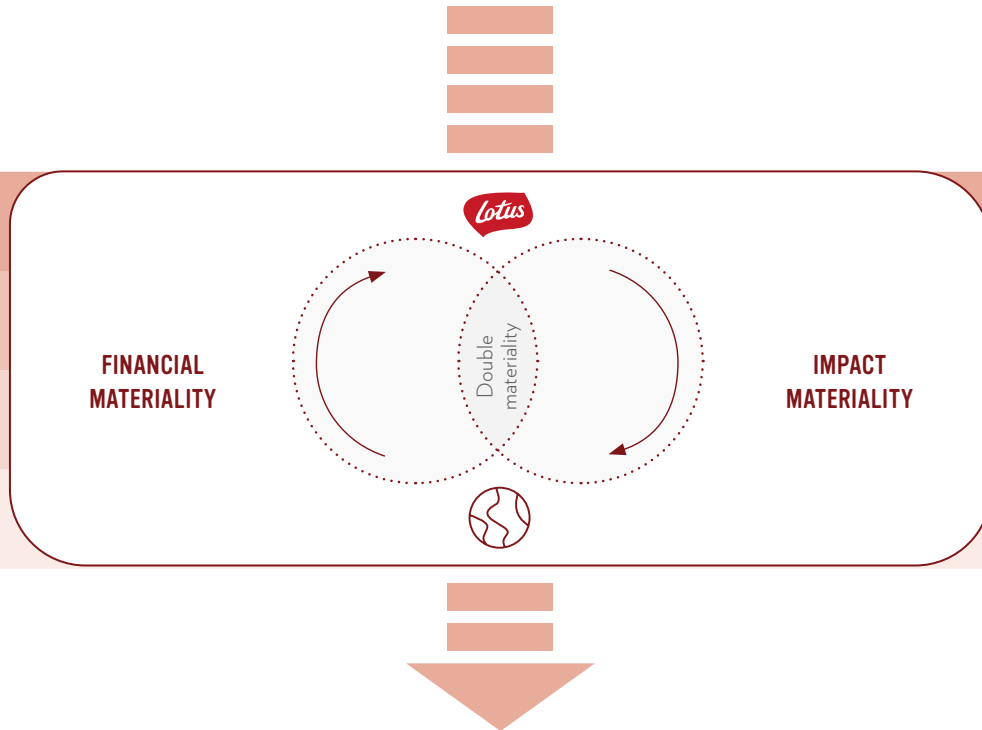 Lotus
FINANCIAL
MATERIALITY
Double
materiality
IMPACT
MATERIALITY